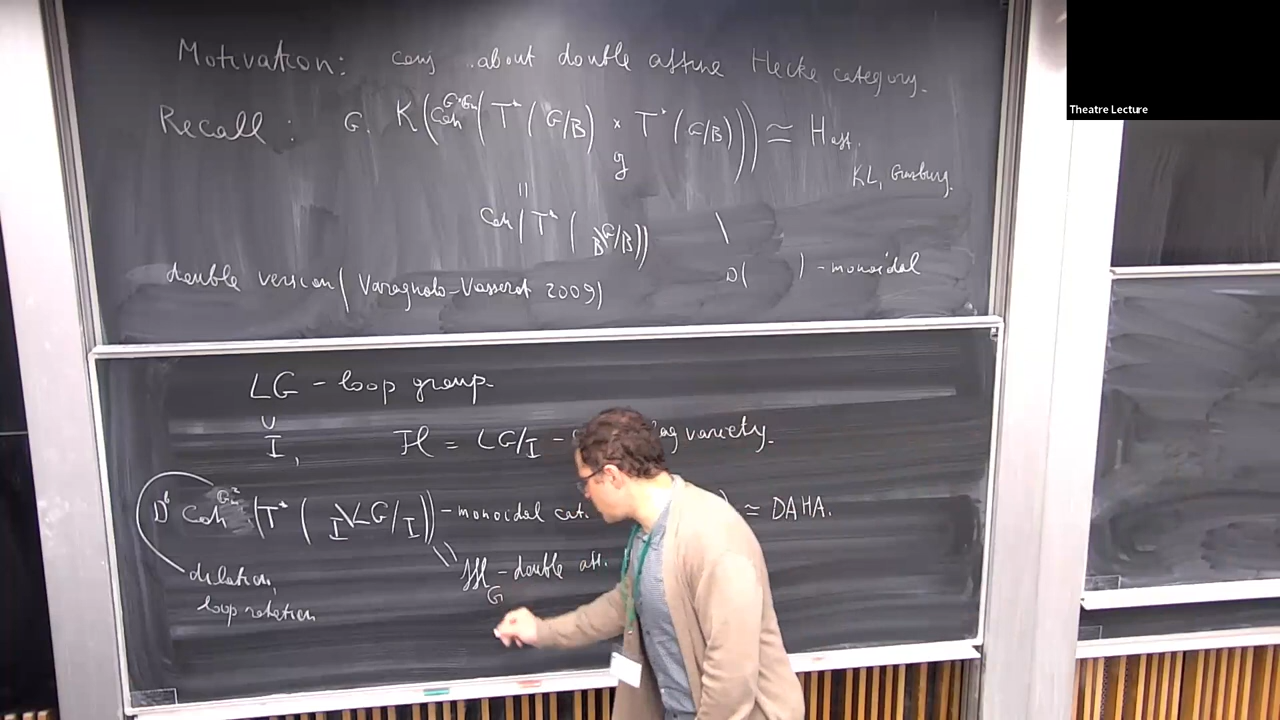 Motivation: conj. about double affine Hecke category.
Recall: G. K(Coh^{G×G_m}(T^*(G/B) ×_g T^*(G/B))) ≃ H_aff.
KL, Ginzburg.
||
Coh(T^*(B\G/B))
D( ) - monoidal
double version (Varagnolo-Vasserot 2009)
LG - loop group.
∪
I, Fl = LG/I - flag variety.
D^b Coh^{G_m^2}(T^*(I\LG/I)) - monoidal cat. ) ≃ DAHA.
\\ H_G - double aff.
dilation,
loop rotation
Theatre Lecture